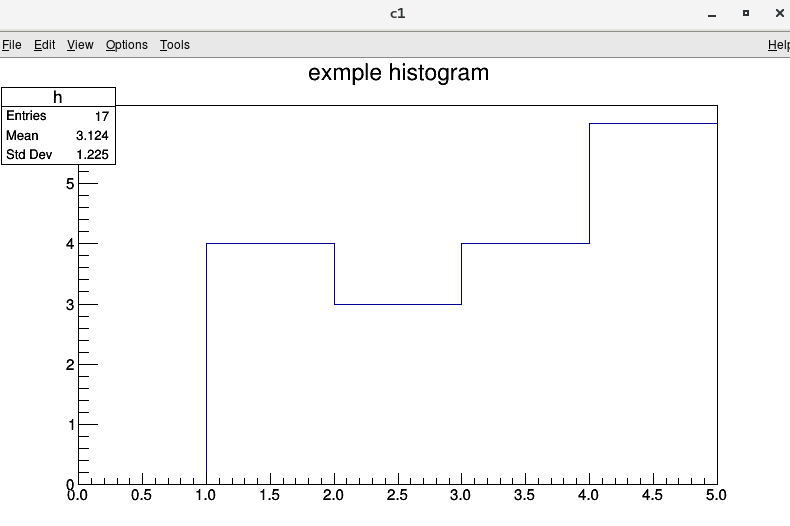 c1
File Edit View Options Tools Help
exmple histogram
h
Entries 17
Mean 3.124
Std Dev 1.225
5
4
3
2
1
0
0.0 0.5 1.0 1.5 2.0 2.5 3.0 3.5 4.0 4.5 5.0